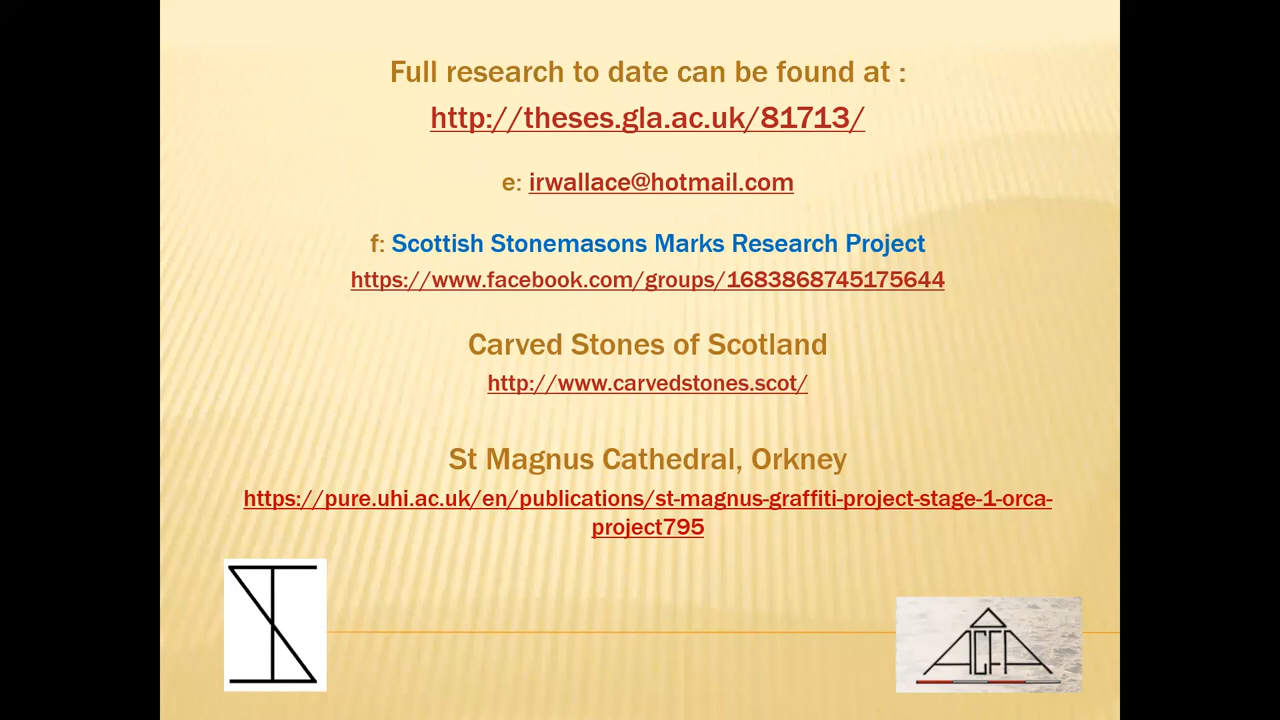 Full research to date can be found at :
http://theses.gla.ac.uk/81713/
e: irwallace@hotmail.com
f: Scottish Stonemasons Marks Research Project
https://www.facebook.com/groups/1683868745175644
Carved Stones of Scotland
http://www.carvedstones.scot/
St Magnus Cathedral, Orkney
https://pure.uhi.ac.uk/en/publications/st-magnus-graffiti-project-stage-1-orca-
project795
ACFA